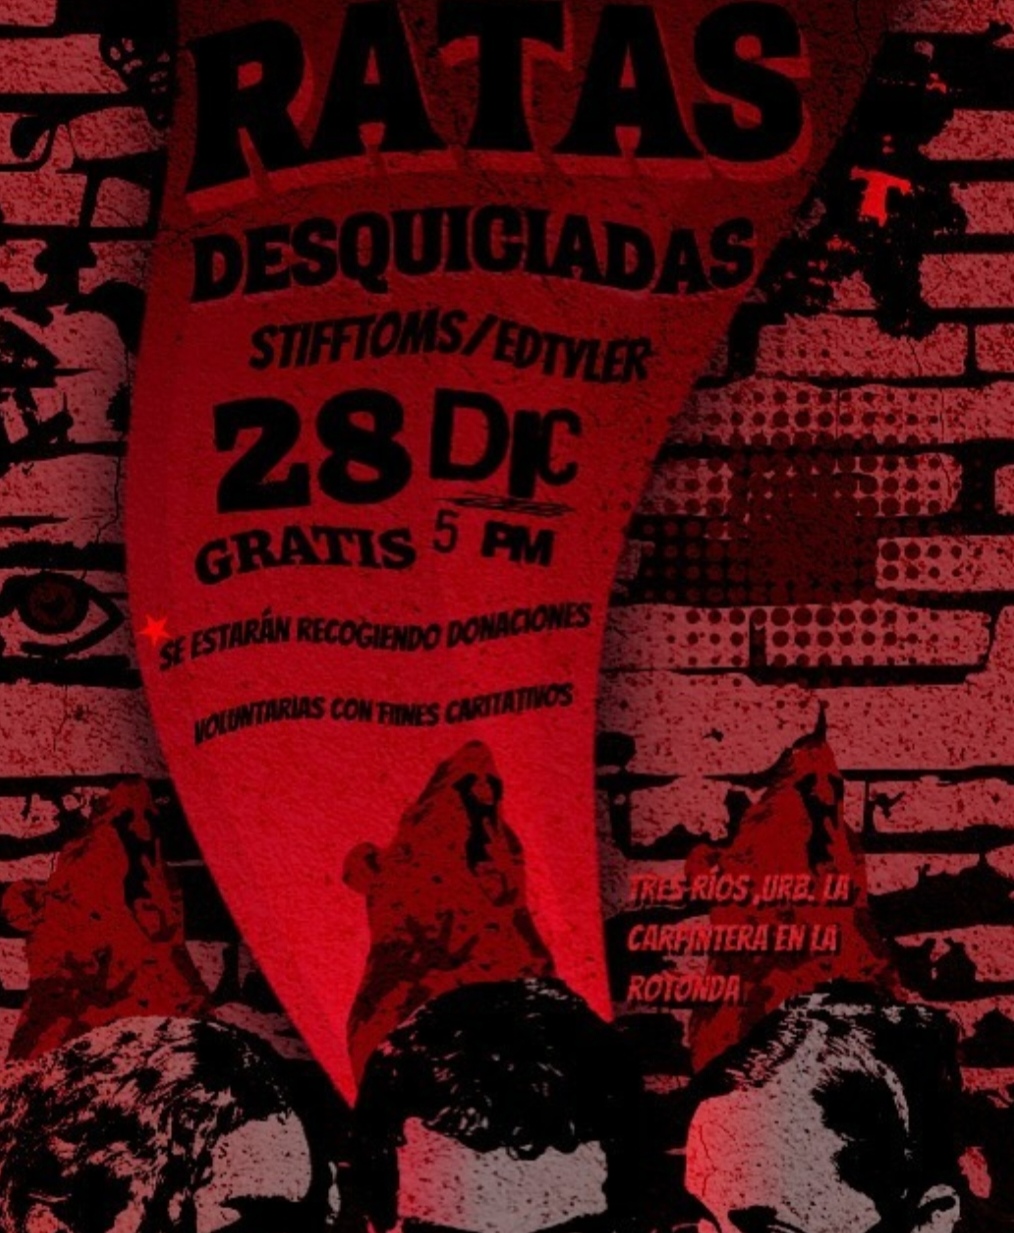 RATAS
DESQUICIADAS
STIFFTOMS/EDTYLER
28 DIC
GRATIS 5 PM
SE ESTARÁN RECOGIENDO DONACIONES
VOLUNTARIAS CON FIINES CARITATIVOS
TRES RÍOS ,URB. LA
CARPINTERA EN LA
ROTONDA